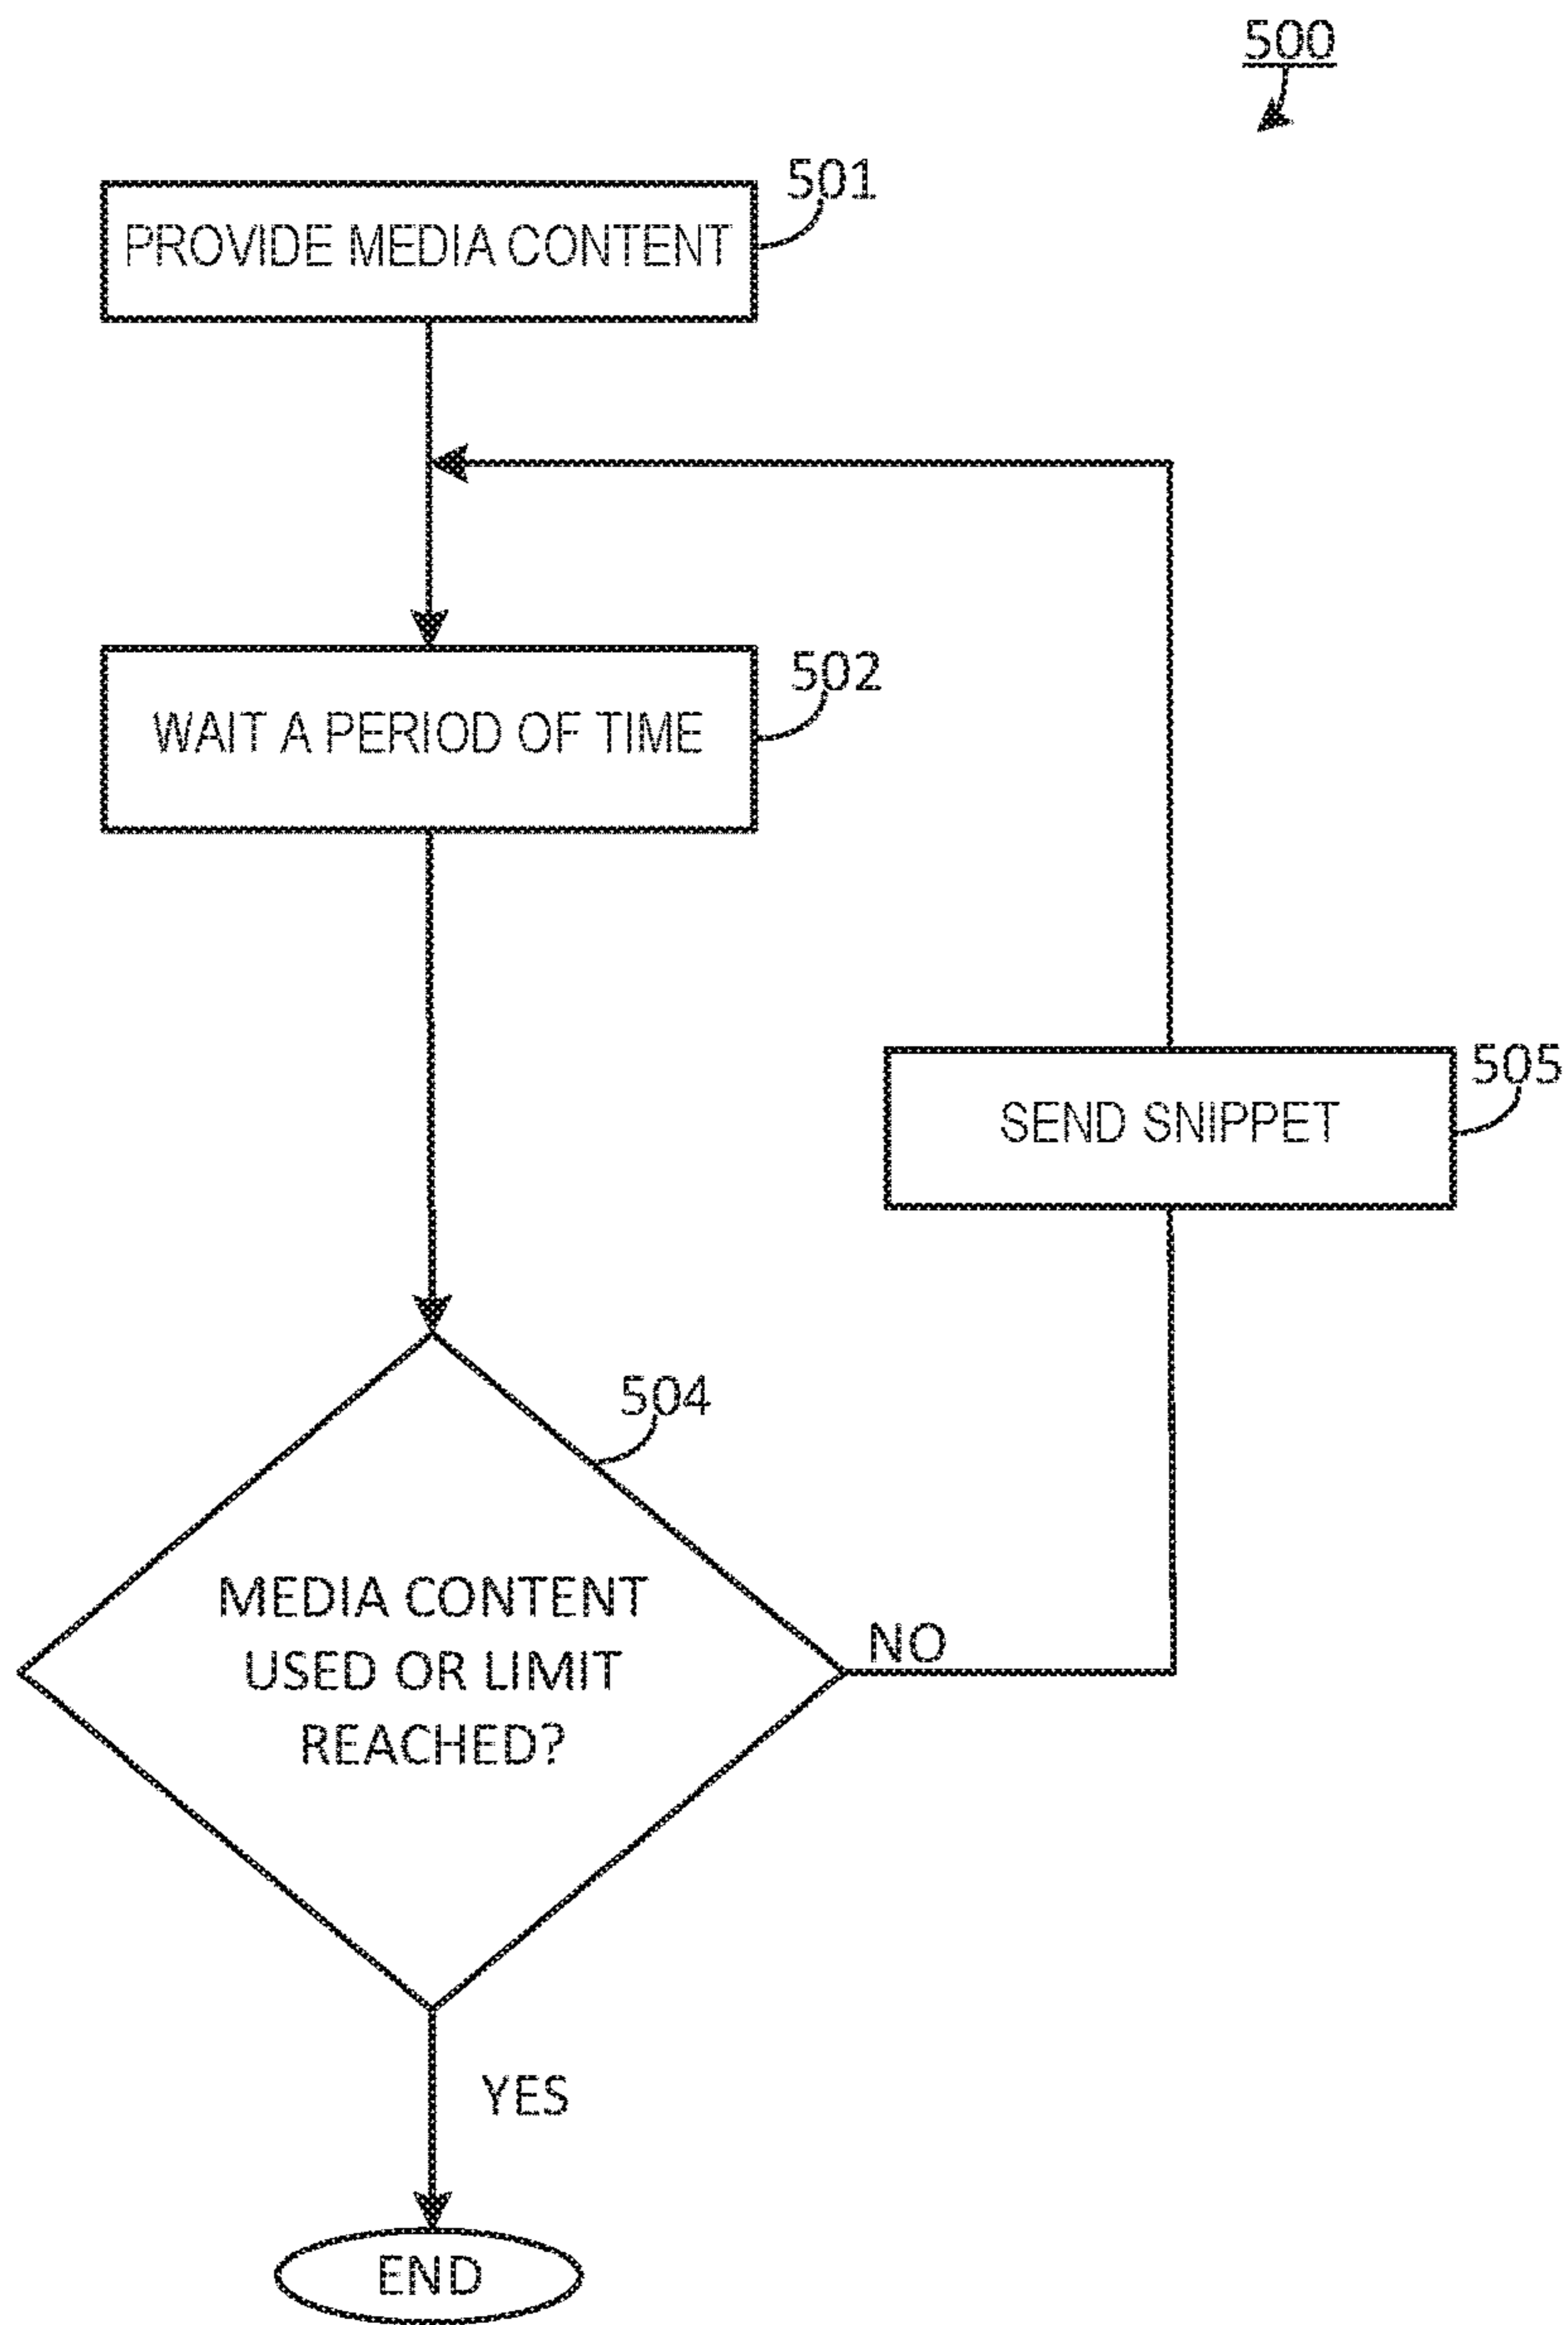 500
501
PROVIDE MEDIA CONTENT
502
WAIT A PERIOD OF TIME
505
SEND SNIPPET
504
MEDIA CONTENT
USED OR LIMIT
REACHED?
NO
YES
END